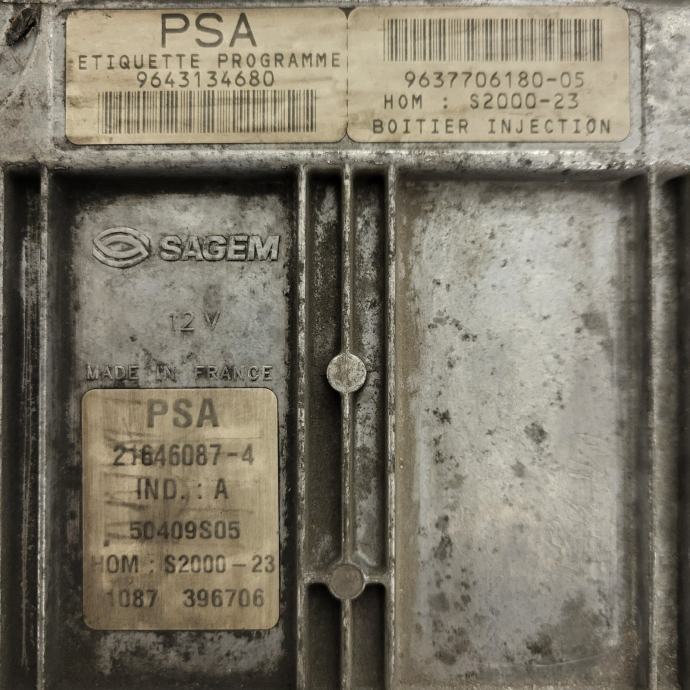 PSA
ETIQUETTE PROGRAMME
9643134680
9637706180-05
HOM : S2000-23
BOITIER INJECTION
SAGEM
12 V
MADE IN FRANCE
PSA
21646087-4
IND. : A
50409S05
HOM : S2000-23
1087 396706